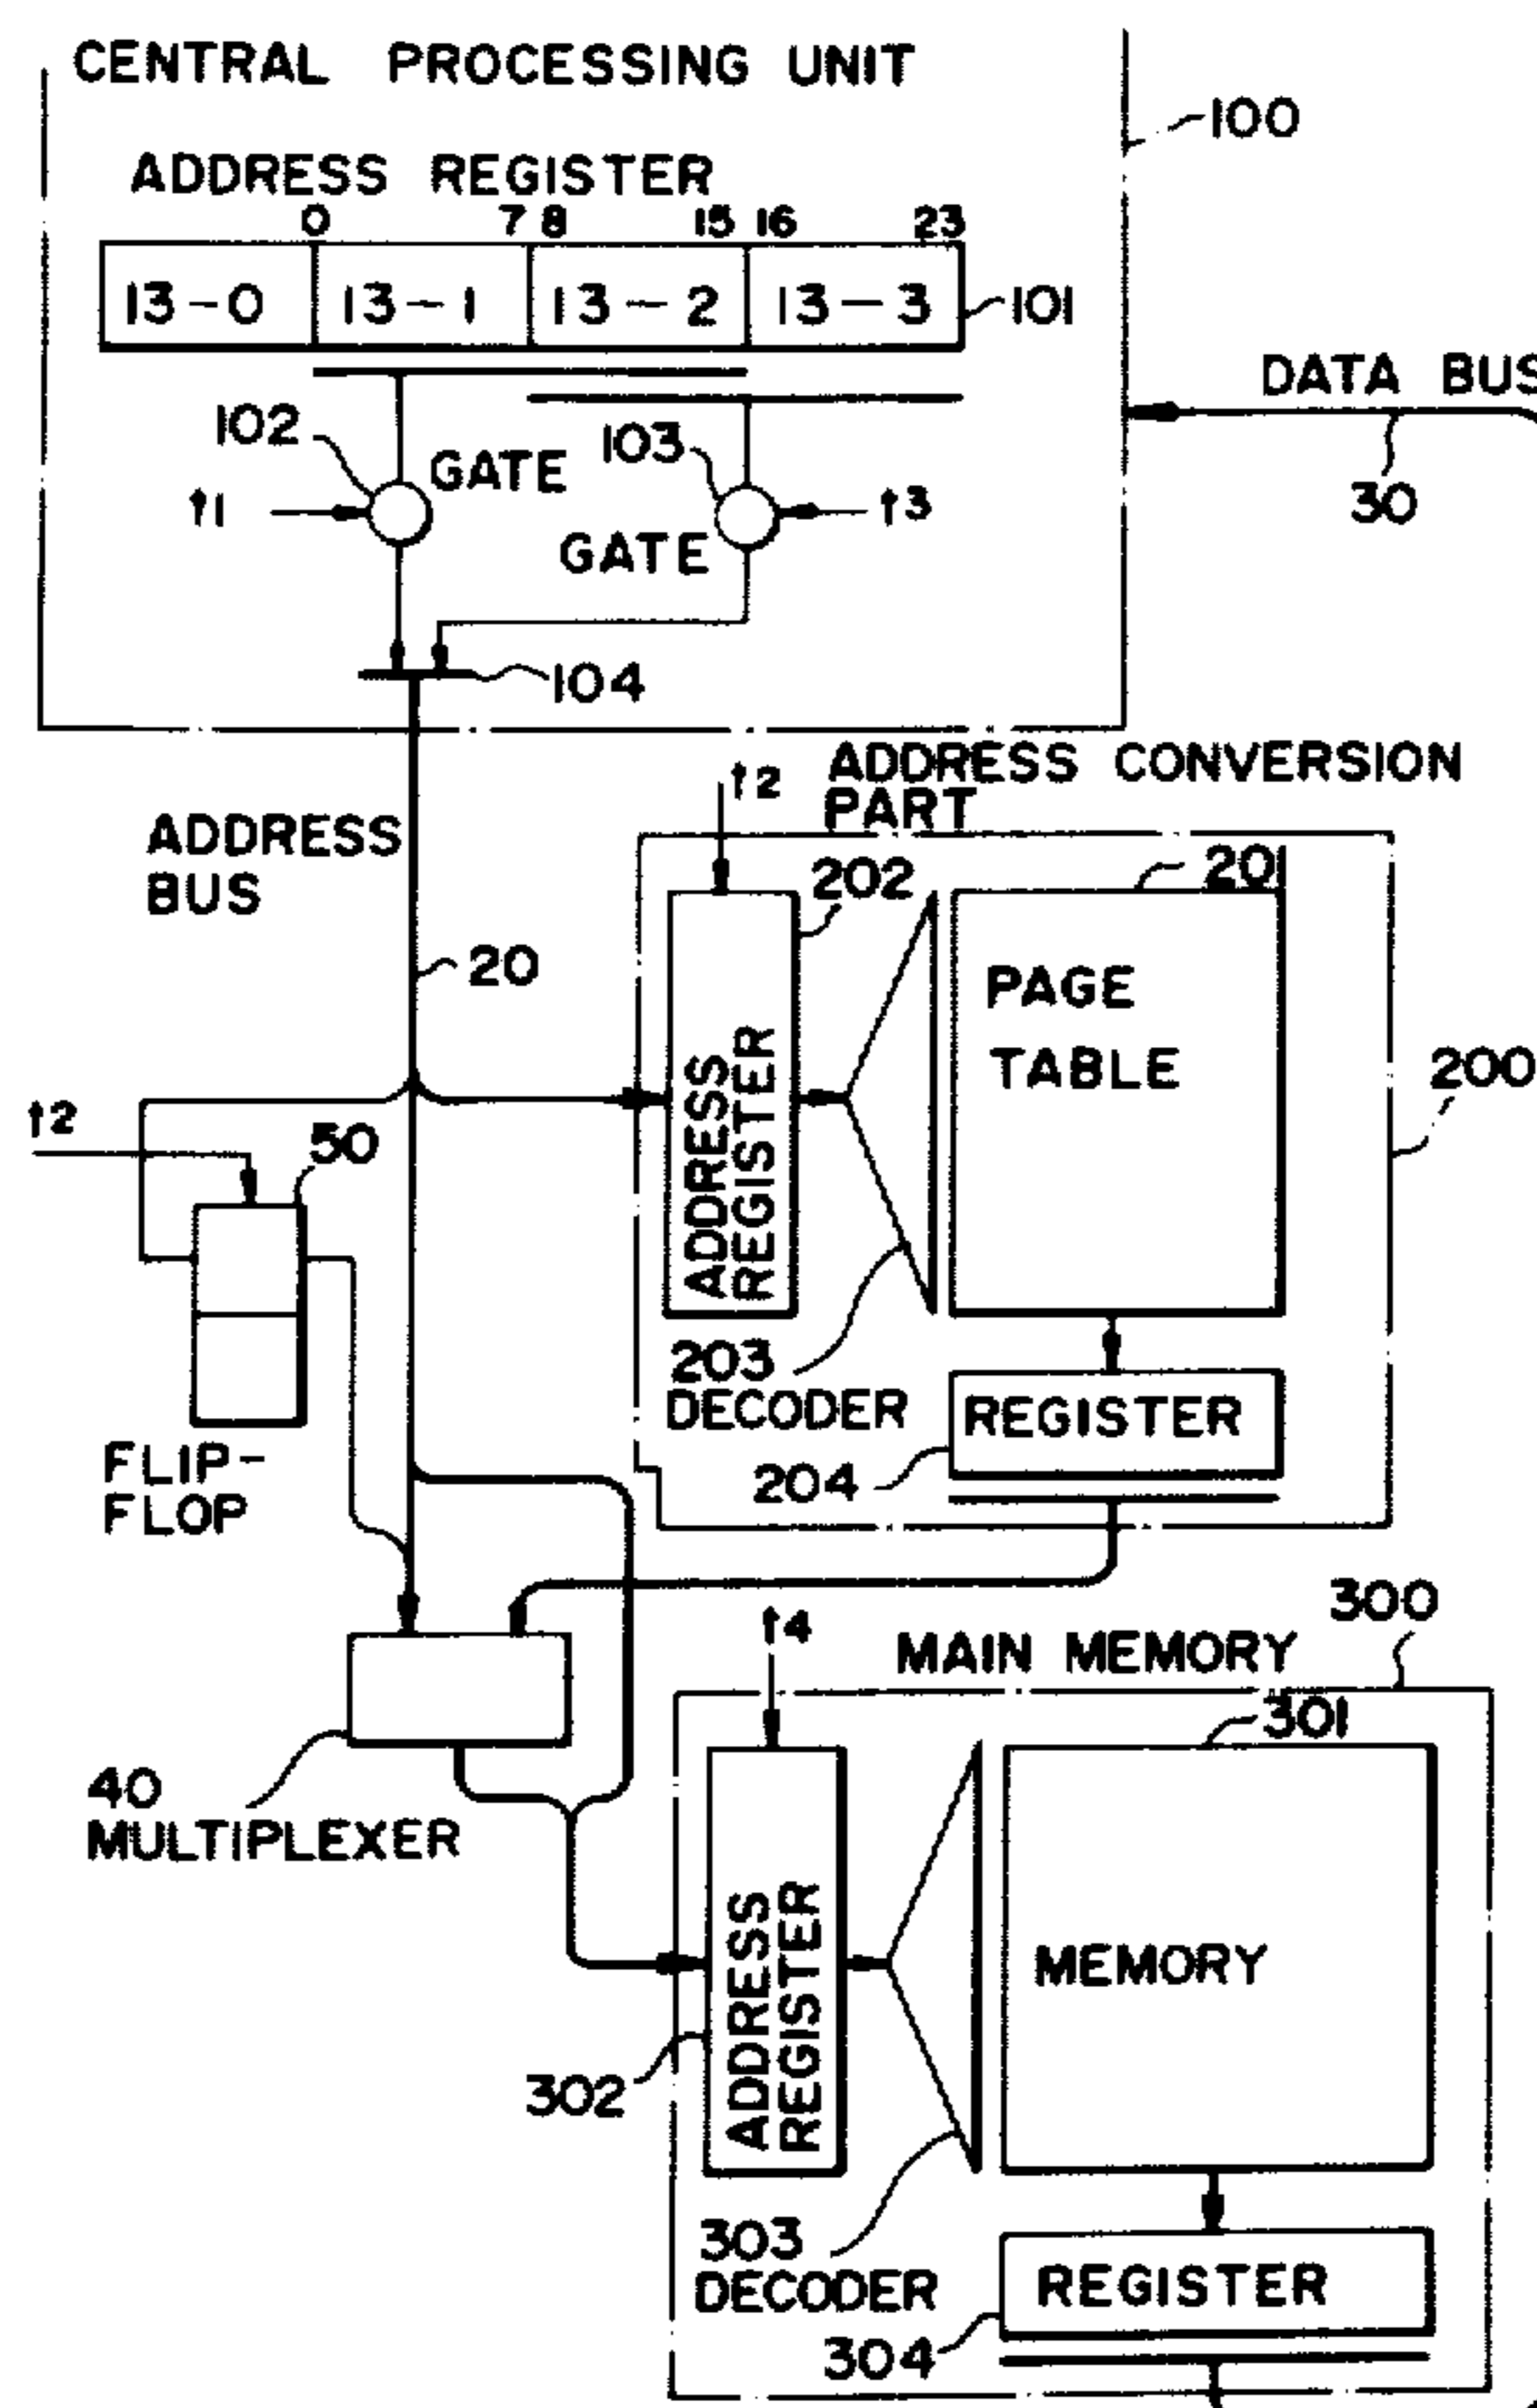 CENTRAL PROCESSING UNIT
100
ADDRESS REGISTER
0 7 8 15 16 23
13-0 13-1 13-2 13-3
101
DATA BUS
30
102
GATE
103
t1
t3
GATE
104
t2
ADDRESS CONVERSION
PART
ADDRESS
BUS
202
201
20
PAGE
TABLE
ADDRESS
REGISTER
200
t2
50
203
DECODER
REGISTER
204
FLIP-
FLOP
300
t4
MAIN MEMORY
301
40
MULTIPLEXER
ADDRESS
REGISTER
MEMORY
302
303
DECODER
REGISTER
304